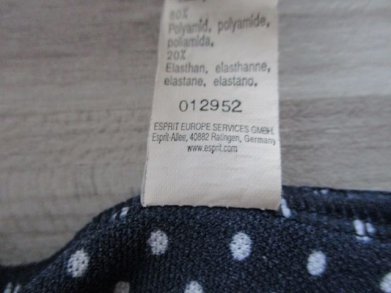 80%
Polyamid, polyamide,
poliamida,
20%
Elasthan, elasthanne,
elastane, elastano,
012952
ESPRIT EUROPE SERVICES GMBH,
Esprit-Allee, 40882 Ratingen, Germany
www.esprit.com